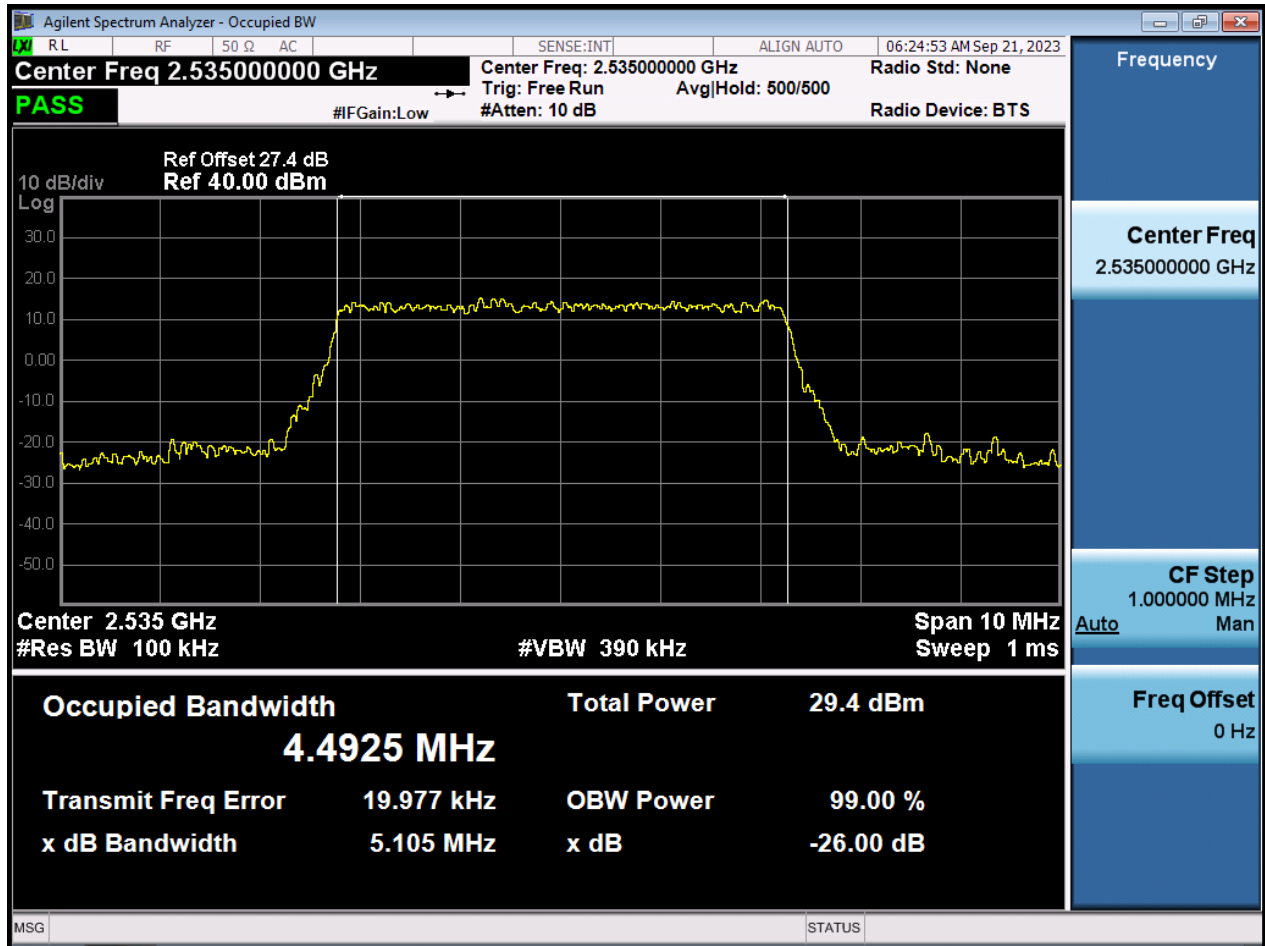 Agilent Spectrum Analyzer - Occupied BW
LXI RL RF 50 Ω AC SENSE:INT ALIGN AUTO 06:24:53 AM Sep 21, 2023
Center Freq 2.535000000 GHz
Center Freq: 2.535000000 GHz
Radio Std: None
Trig: Free Run Avg|Hold: 500/500
PASS
#IFGain:Low
#Atten: 10 dB
Radio Device: BTS
Ref Offset 27.4 dB
10 dB/div Ref 40.00 dBm
Log
30.0
20.0
10.0
0.00
-10.0
-20.0
-30.0
-40.0
-50.0
Center 2.535 GHz Span 10 MHz
#Res BW 100 kHz #VBW 390 kHz Sweep 1 ms
Occupied Bandwidth Total Power 29.4 dBm
4.4925 MHz
Transmit Freq Error 19.977 kHz OBW Power 99.00 %
x dB Bandwidth 5.105 MHz x dB -26.00 dB
MSG STATUS
Frequency
Center Freq
2.535000000 GHz
CF Step
1.000000 MHz
Auto Man
Freq Offset
0 Hz